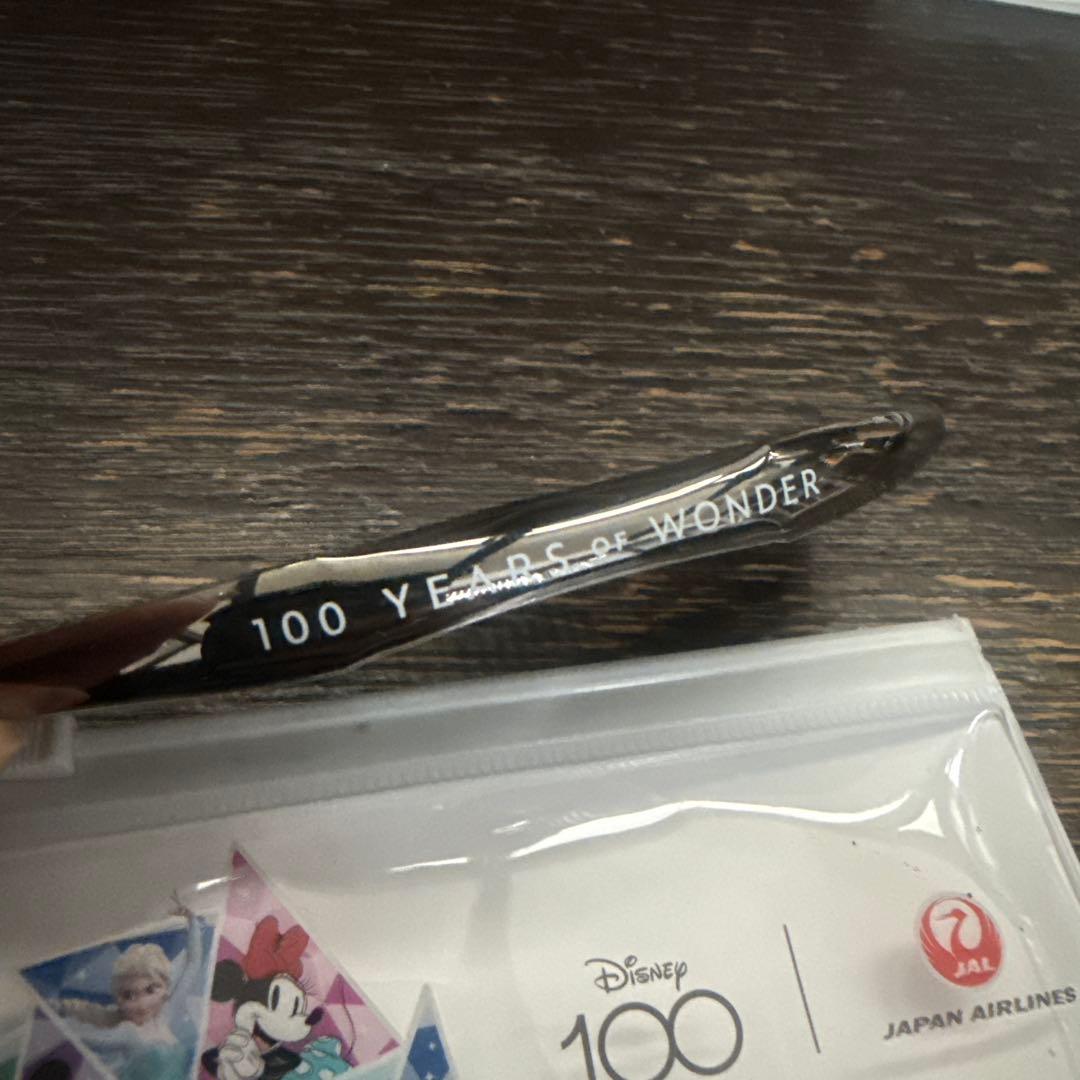 100 YEARS OF WONDER
Disney
100
JAL
JAPAN AIRLINES